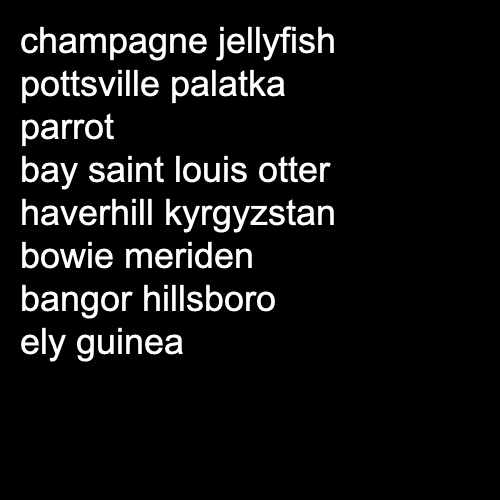 champagne jellyfish
pottsville palatka
parrot
bay saint louis otter
haverhill kyrgyzstan
bowie meriden
bangor hillsboro
ely guinea